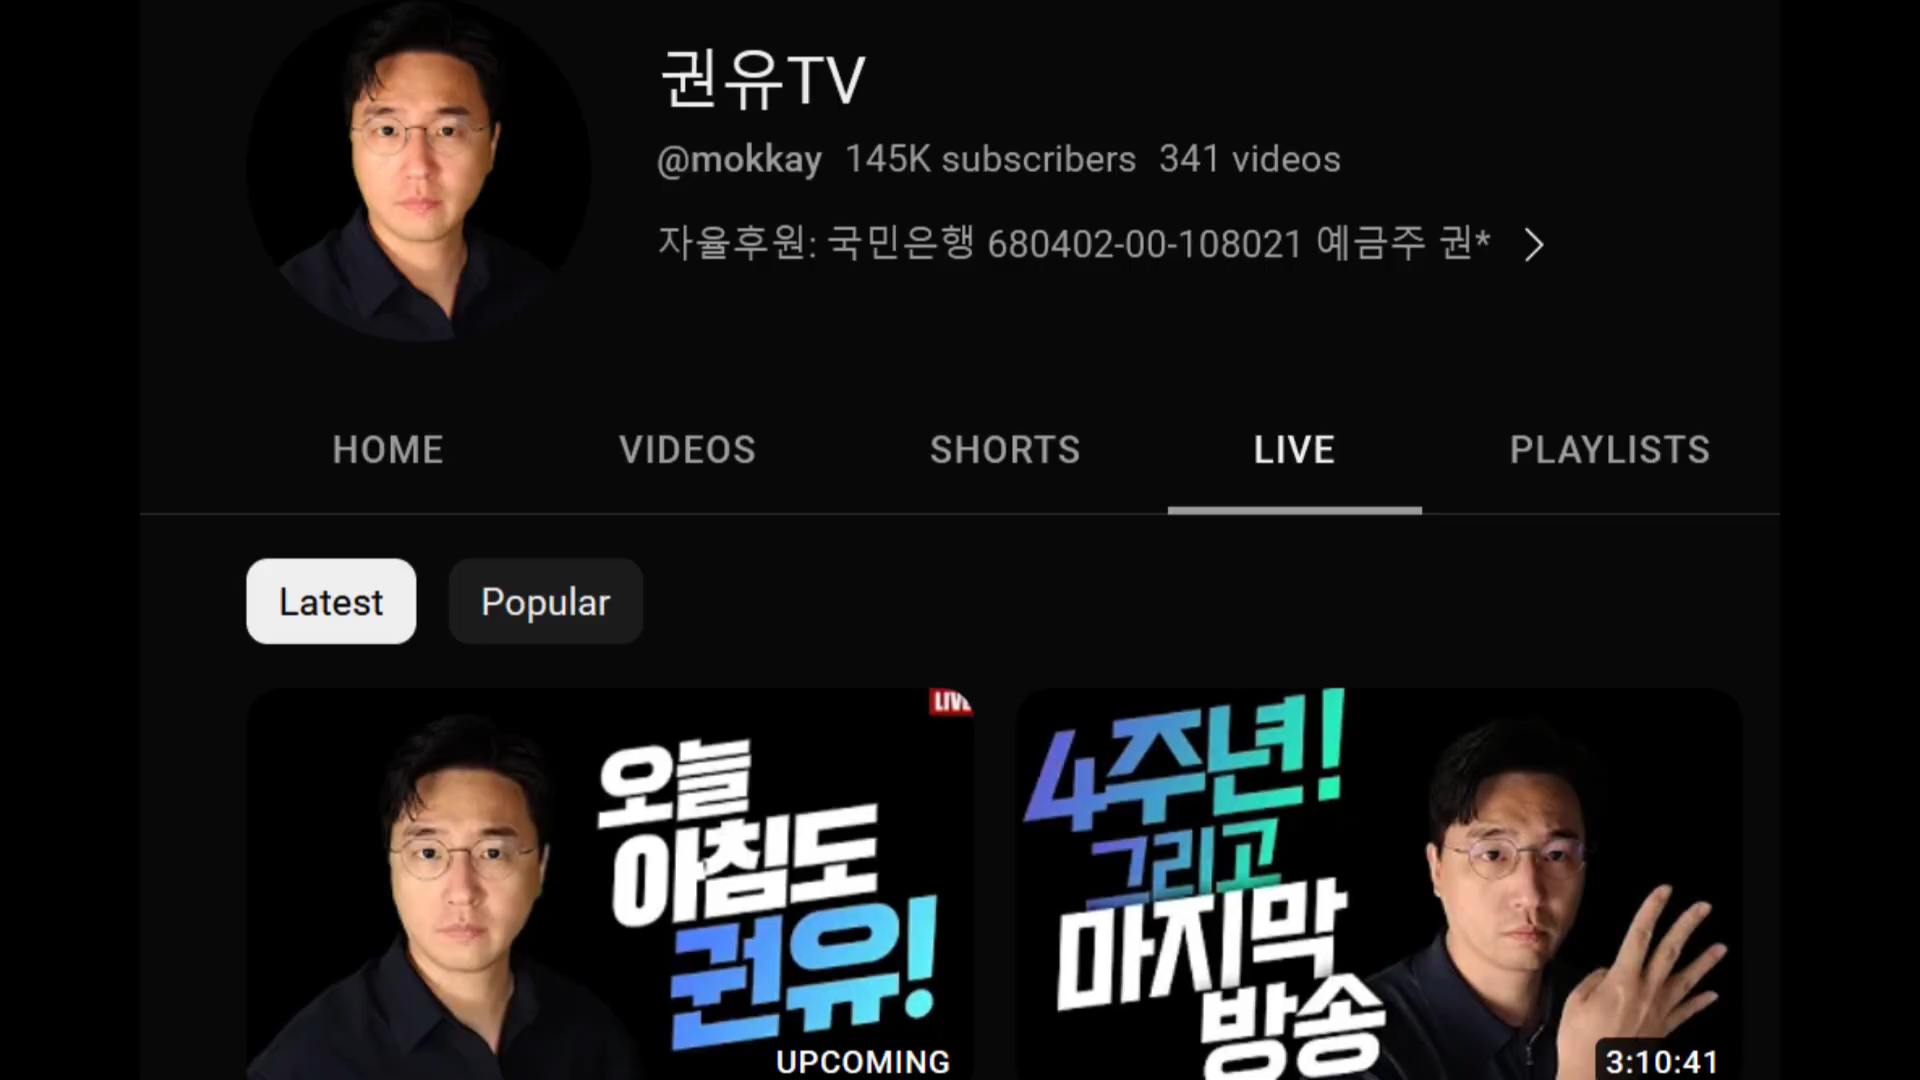 권유TV
@mokkay 145K subscribers 341 videos
자율후원: 국민은행 680402-00-108021 예금주 권*
HOME VIDEOS SHORTS LIVE PLAYLISTS
Latest Popular
LIVE
오늘
아침도
권유!
UPCOMING
4주년!
그리고
마지막
방송
3:10:41